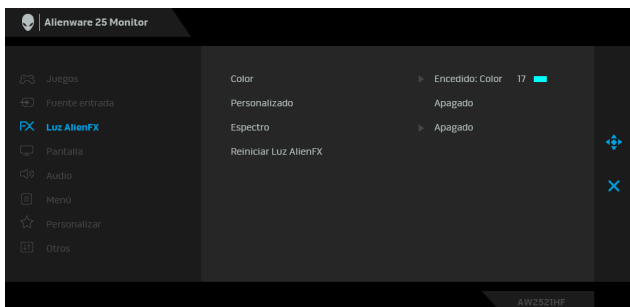 Alienware 25 Monitor
Juegos
Fuente entrada
FX Luz AlienFX
Pantalla
Audio
Menú
Personalizar
Otros
Color Encedido: Color 17
Personalizado Apagado
Espectro Apagado
Reiniciar Luz AlienFX
AW2521HF